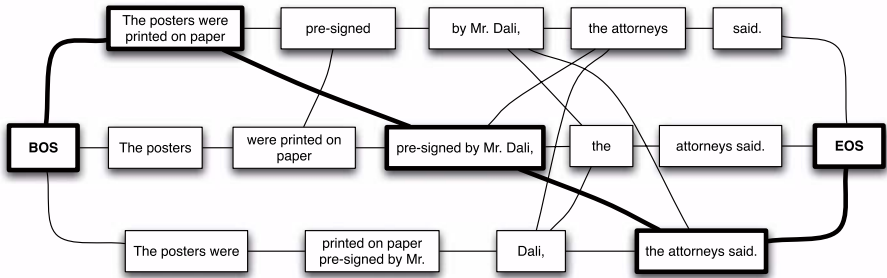 The posters were
printed on paper
pre-signed
by Mr. Dali,
the attorneys
said.
BOS
The posters
were printed on
paper
pre-signed by Mr. Dali,
the
attorneys said.
EOS
The posters were
printed on paper
pre-signed by Mr.
Dali,
the attorneys said.